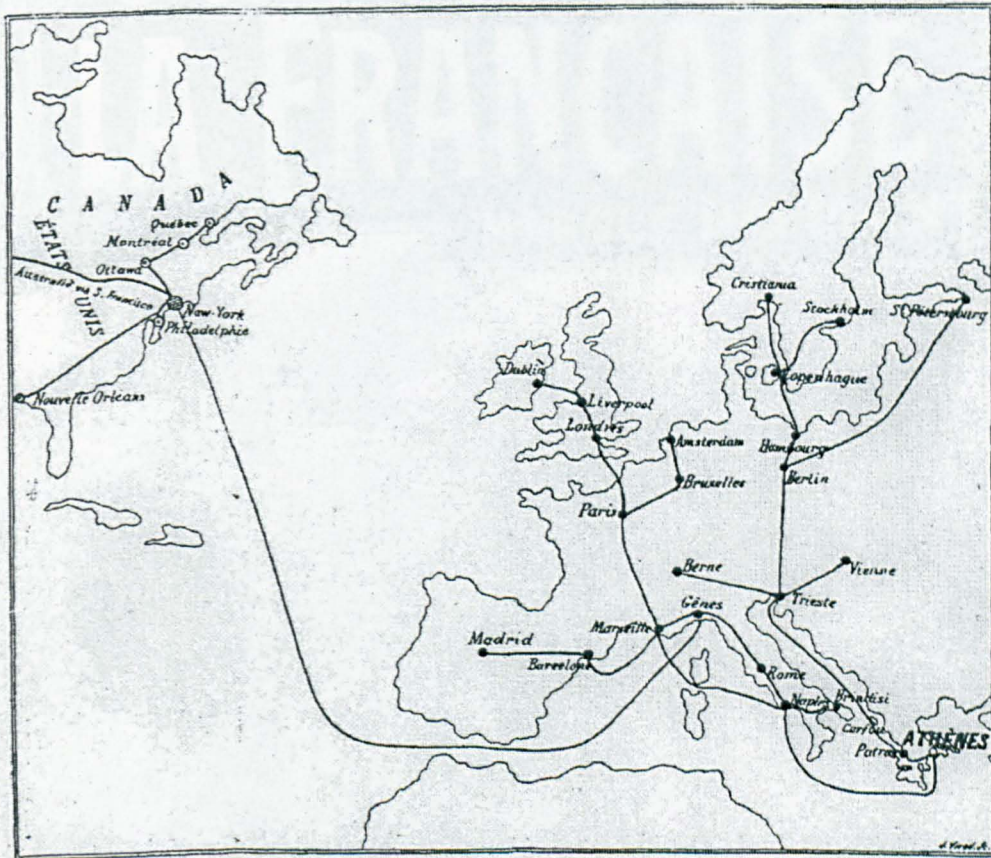 CANADA
Québec
Montréal
ÉTATS UNIS
Ottawa
Australie via S. Francisco
New-York
Philadelphie
Nouvelle Orléans
Cristiania
Stockholm
St. Pétersbourg
Copenhague
Dublin
Liverpool
Londres
Amsterdam
Hambourg
Berlin
Bruxelles
Paris
Berne
Vienne
Trieste
Gênes
Marseille
Madrid
Barcelone
Rome
Naples
Brindisi
Corfou
ATHÈNES
Patras